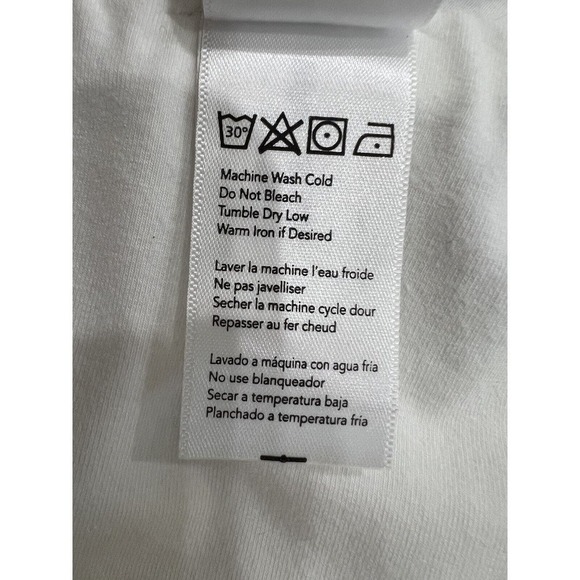 30°
Machine Wash Cold
Do Not Bleach
Tumble Dry Low
Warm Iron if Desired
Laver la machine l'eau froide
Ne pas javelliser
Secher la machine cycle dour
Repasser au fer cheud
Lavado a máquina con agua fria
No use blanqueador
Secar a temperatura baja
Planchado a temperatura fria